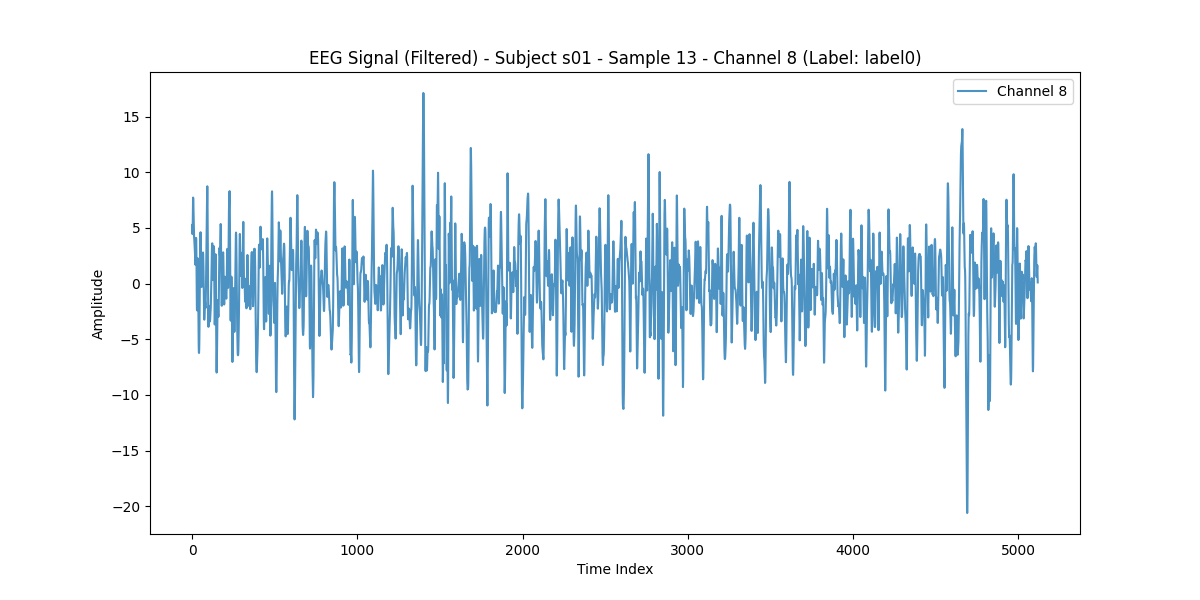 EEG Signal (Filtered) - Subject s01 - Sample 13 - Channel 8 (Label: label0)
Channel 8
15
10
5
0
−5
−10
−15
−20
Amplitude
0 1000 2000 3000 4000 5000
Time Index